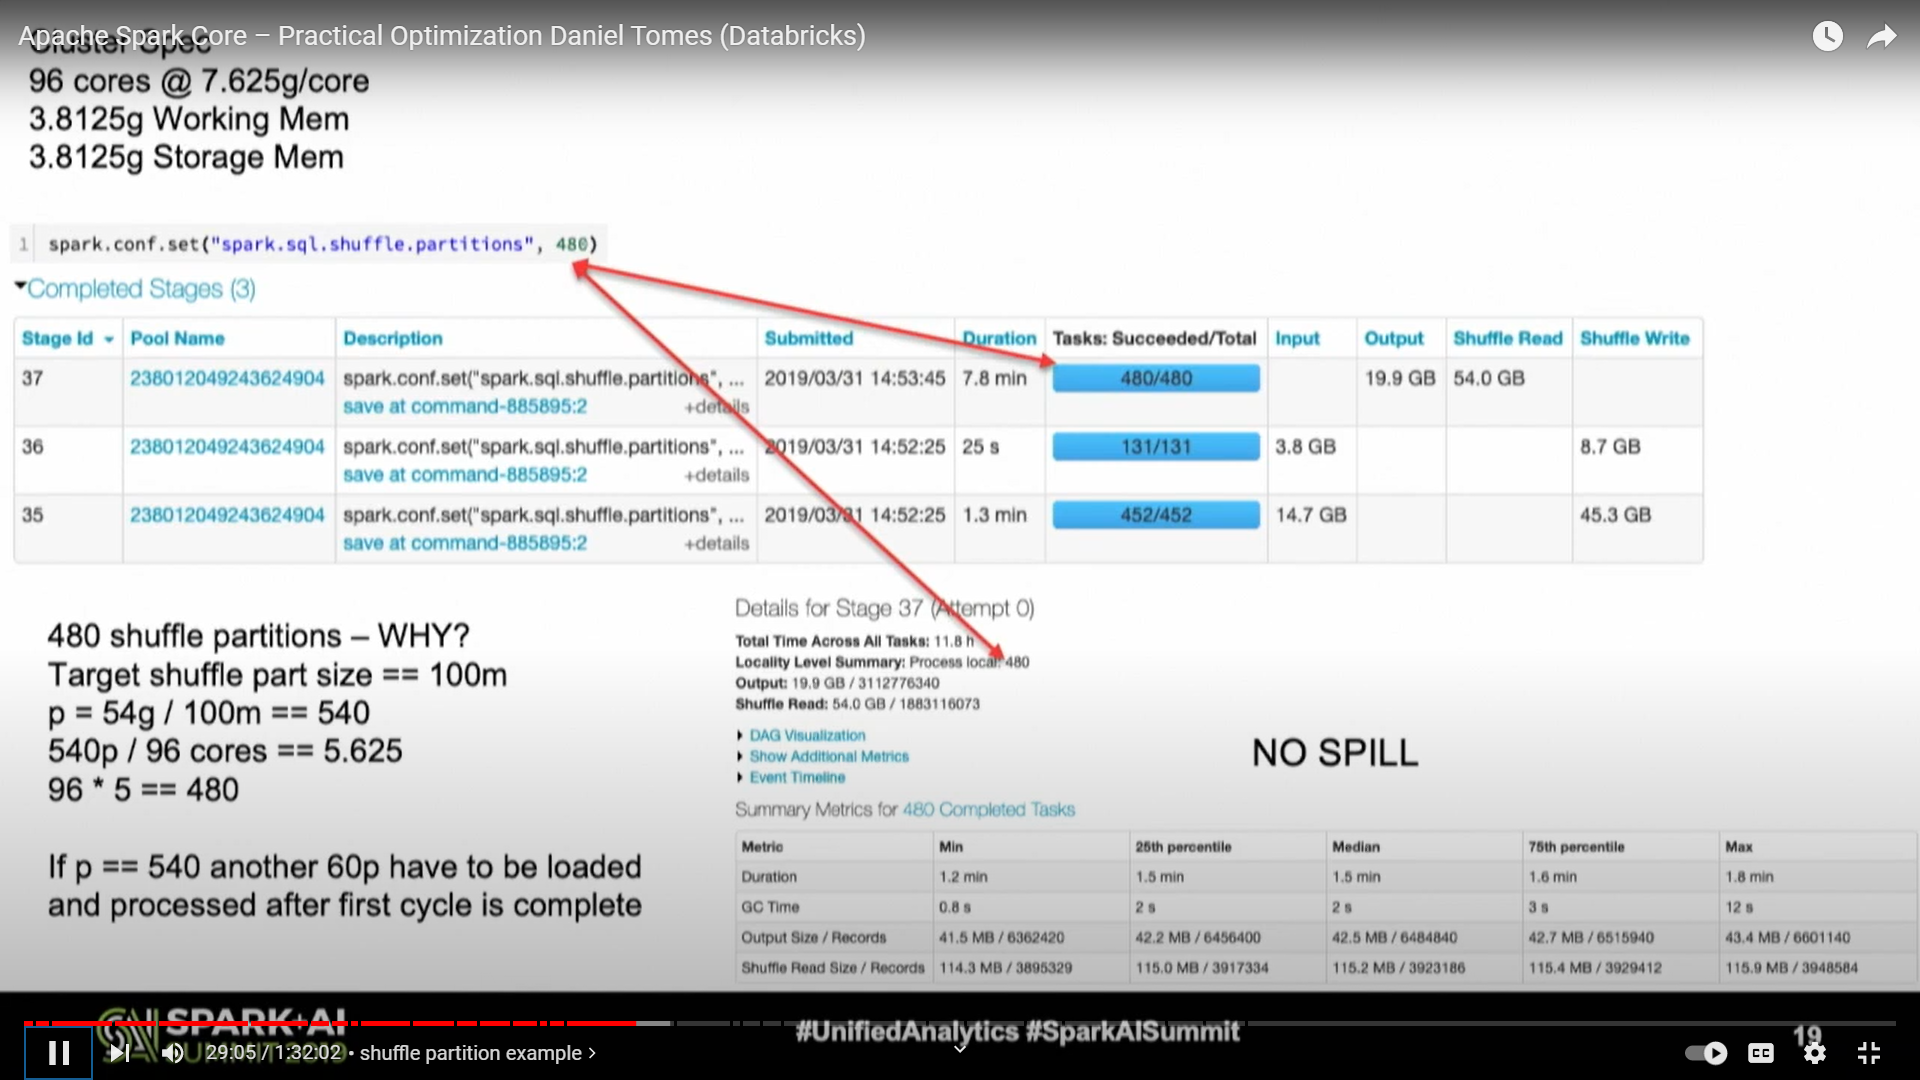 Apache Spark Core – Practical Optimization Daniel Tomes (Databricks)
Cluster Spec
96 cores @ 7.625g/core
3.8125g Working Mem
3.8125g Storage Mem
1 spark.conf.set("spark.sql.shuffle.partitions", 480)
Completed Stages (3)
Stage Id Pool Name Description Submitted Duration Tasks: Succeeded/Total Input Output Shuffle Read Shuffle Write
37 2380120492436249​04 spark.conf.set("spark.sql.shuffle.partitions", ... 2019/03/31 14:53:45 7.8 min 480/480 19.9 GB 54.0 GB
save at command-885895:2 +details
36 238012049243624904 spark.conf.set("spark.sql.shuffle.partitions", ... 2019/03/31 14:52:25 25 s 131/131 3.8 GB 8.7 GB
save at command-885895:2 +details
35 238012049243624904 spark.conf.set("spark.sql.shuffle.partitions", ... 2019/03/31 14:52:25 1.3 min 452/452 14.7 GB 45.3 GB
save at command-885895:2 +details
480 shuffle partitions – WHY?
Target shuffle part size == 100m
p = 54g / 100m == 540
540p / 96 cores == 5.625
96 * 5 == 480
If p == 540 another 60p have to be loaded
and processed after first cycle is complete
Details for Stage 37 (Attempt 0)
Total Time Across All Tasks: 11.8 h
Locality Level Summary: Process local: 480
Output: 19.9 GB / 3112776340
Shuffle Read: 54.0 GB / 1883116073
DAG Visualization
Show Additional Metrics
Event Timeline
NO SPILL
Summary Metrics for 480 Completed Tasks
Metric Min 25th percentile Median 75th percentile Max
Duration 1.2 min 1.5 min 1.5 min 1.6 min 1.8 min
GC Time 0.8 s 2 s 2 s 3 s 12 s
Output Size / Records 41.5 MB / 6362420 42.2 MB / 6456400 42.5 MB / 6484840 42.7 MB / 6515940 43.4 MB / 6601140
Shuffle Read Size / Records 114.3 MB / 3895329 115.0 MB / 3917334 115.2 MB / 3923186 115.4 MB / 3929412 115.9 MB / 3948584
SPARK+AI
SUMMIT 2019
#UnifiedAnalytics #SparkAISummit
19
29:05 / 1:32:02 • shuffle partition example ›
CC